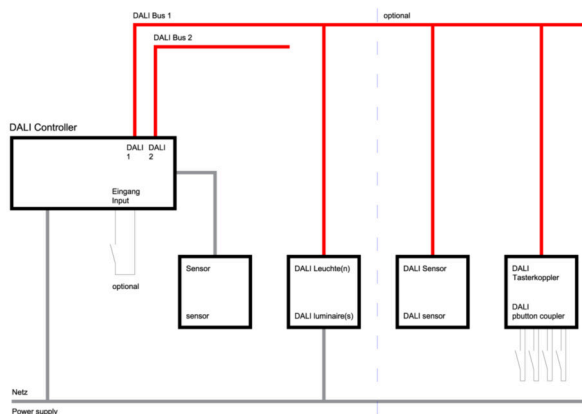 DALI Bus 1
optional
DALI Bus 2
DALI Controller
DALI DALI
1 2
Eingang
Input
optional
Sensor
sensor
DALI Leuchte(n)
DALI luminaire(s)
DALI Sensor
DALI sensor
DALI
Tasterkoppler
DALI
pbutton coupler
Netz
Power supply